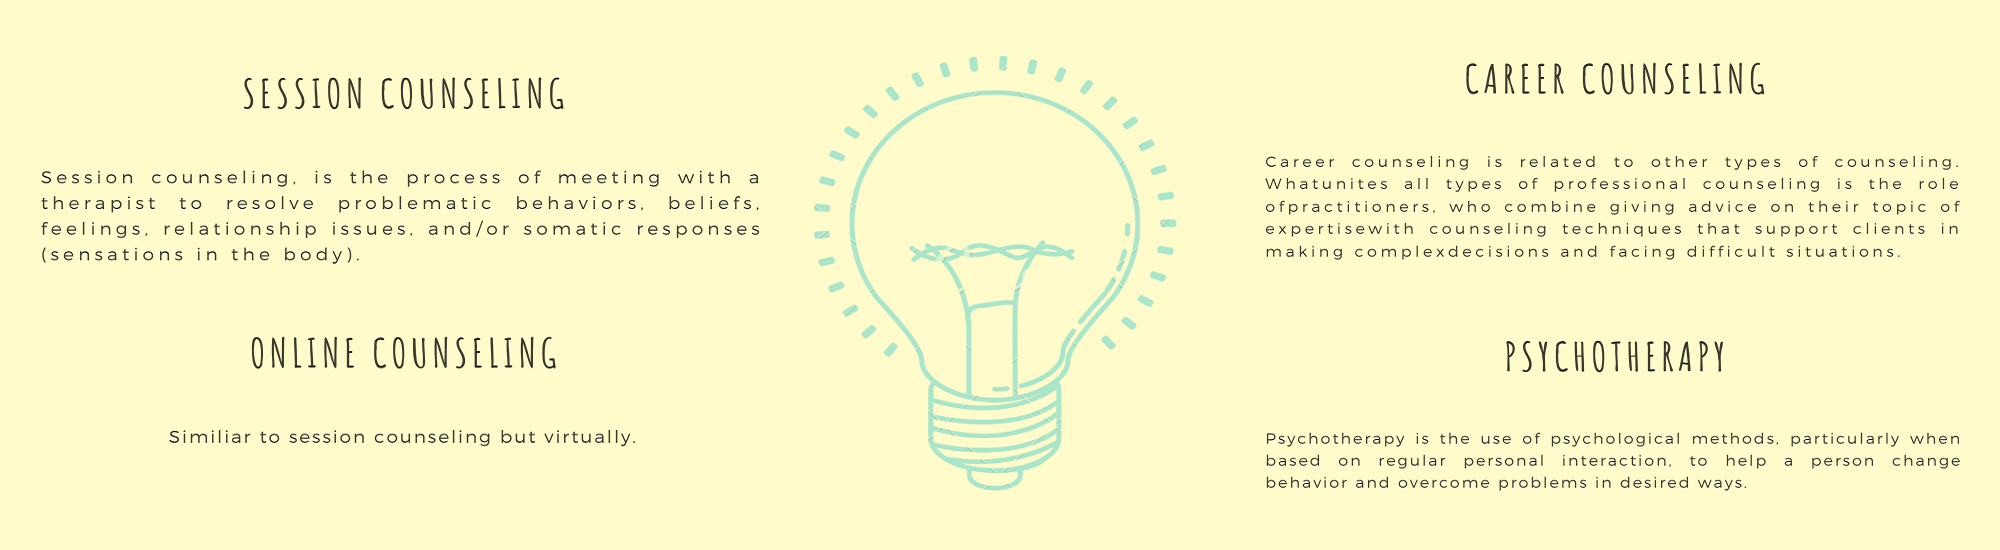 SESSION COUNSELING
Session counseling, is the process of meeting with a
therapist to resolve problematic behaviors, beliefs,
feelings, relationship issues, and/or somatic responses
(sensations in the body).
ONLINE COUNSELING
Similiar to session counseling but virtually.
CAREER COUNSELING
Career counseling is related to other types of counseling.
Whatunites all types of professional counseling is the role
ofpractitioners, who combine giving advice on their topic of
expertisewith counseling techniques that support clients in
making complexdecisions and facing difficult situations.
PSYCHOTHERAPY
Psychotherapy is the use of psychological methods, particularly when
based on regular personal interaction, to help a person change
behavior and overcome problems in desired ways.